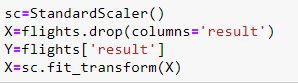 sc=StandardScaler()
X=flights.drop(columns='result')
Y=flights['result']
X=sc.fit_transform(X)